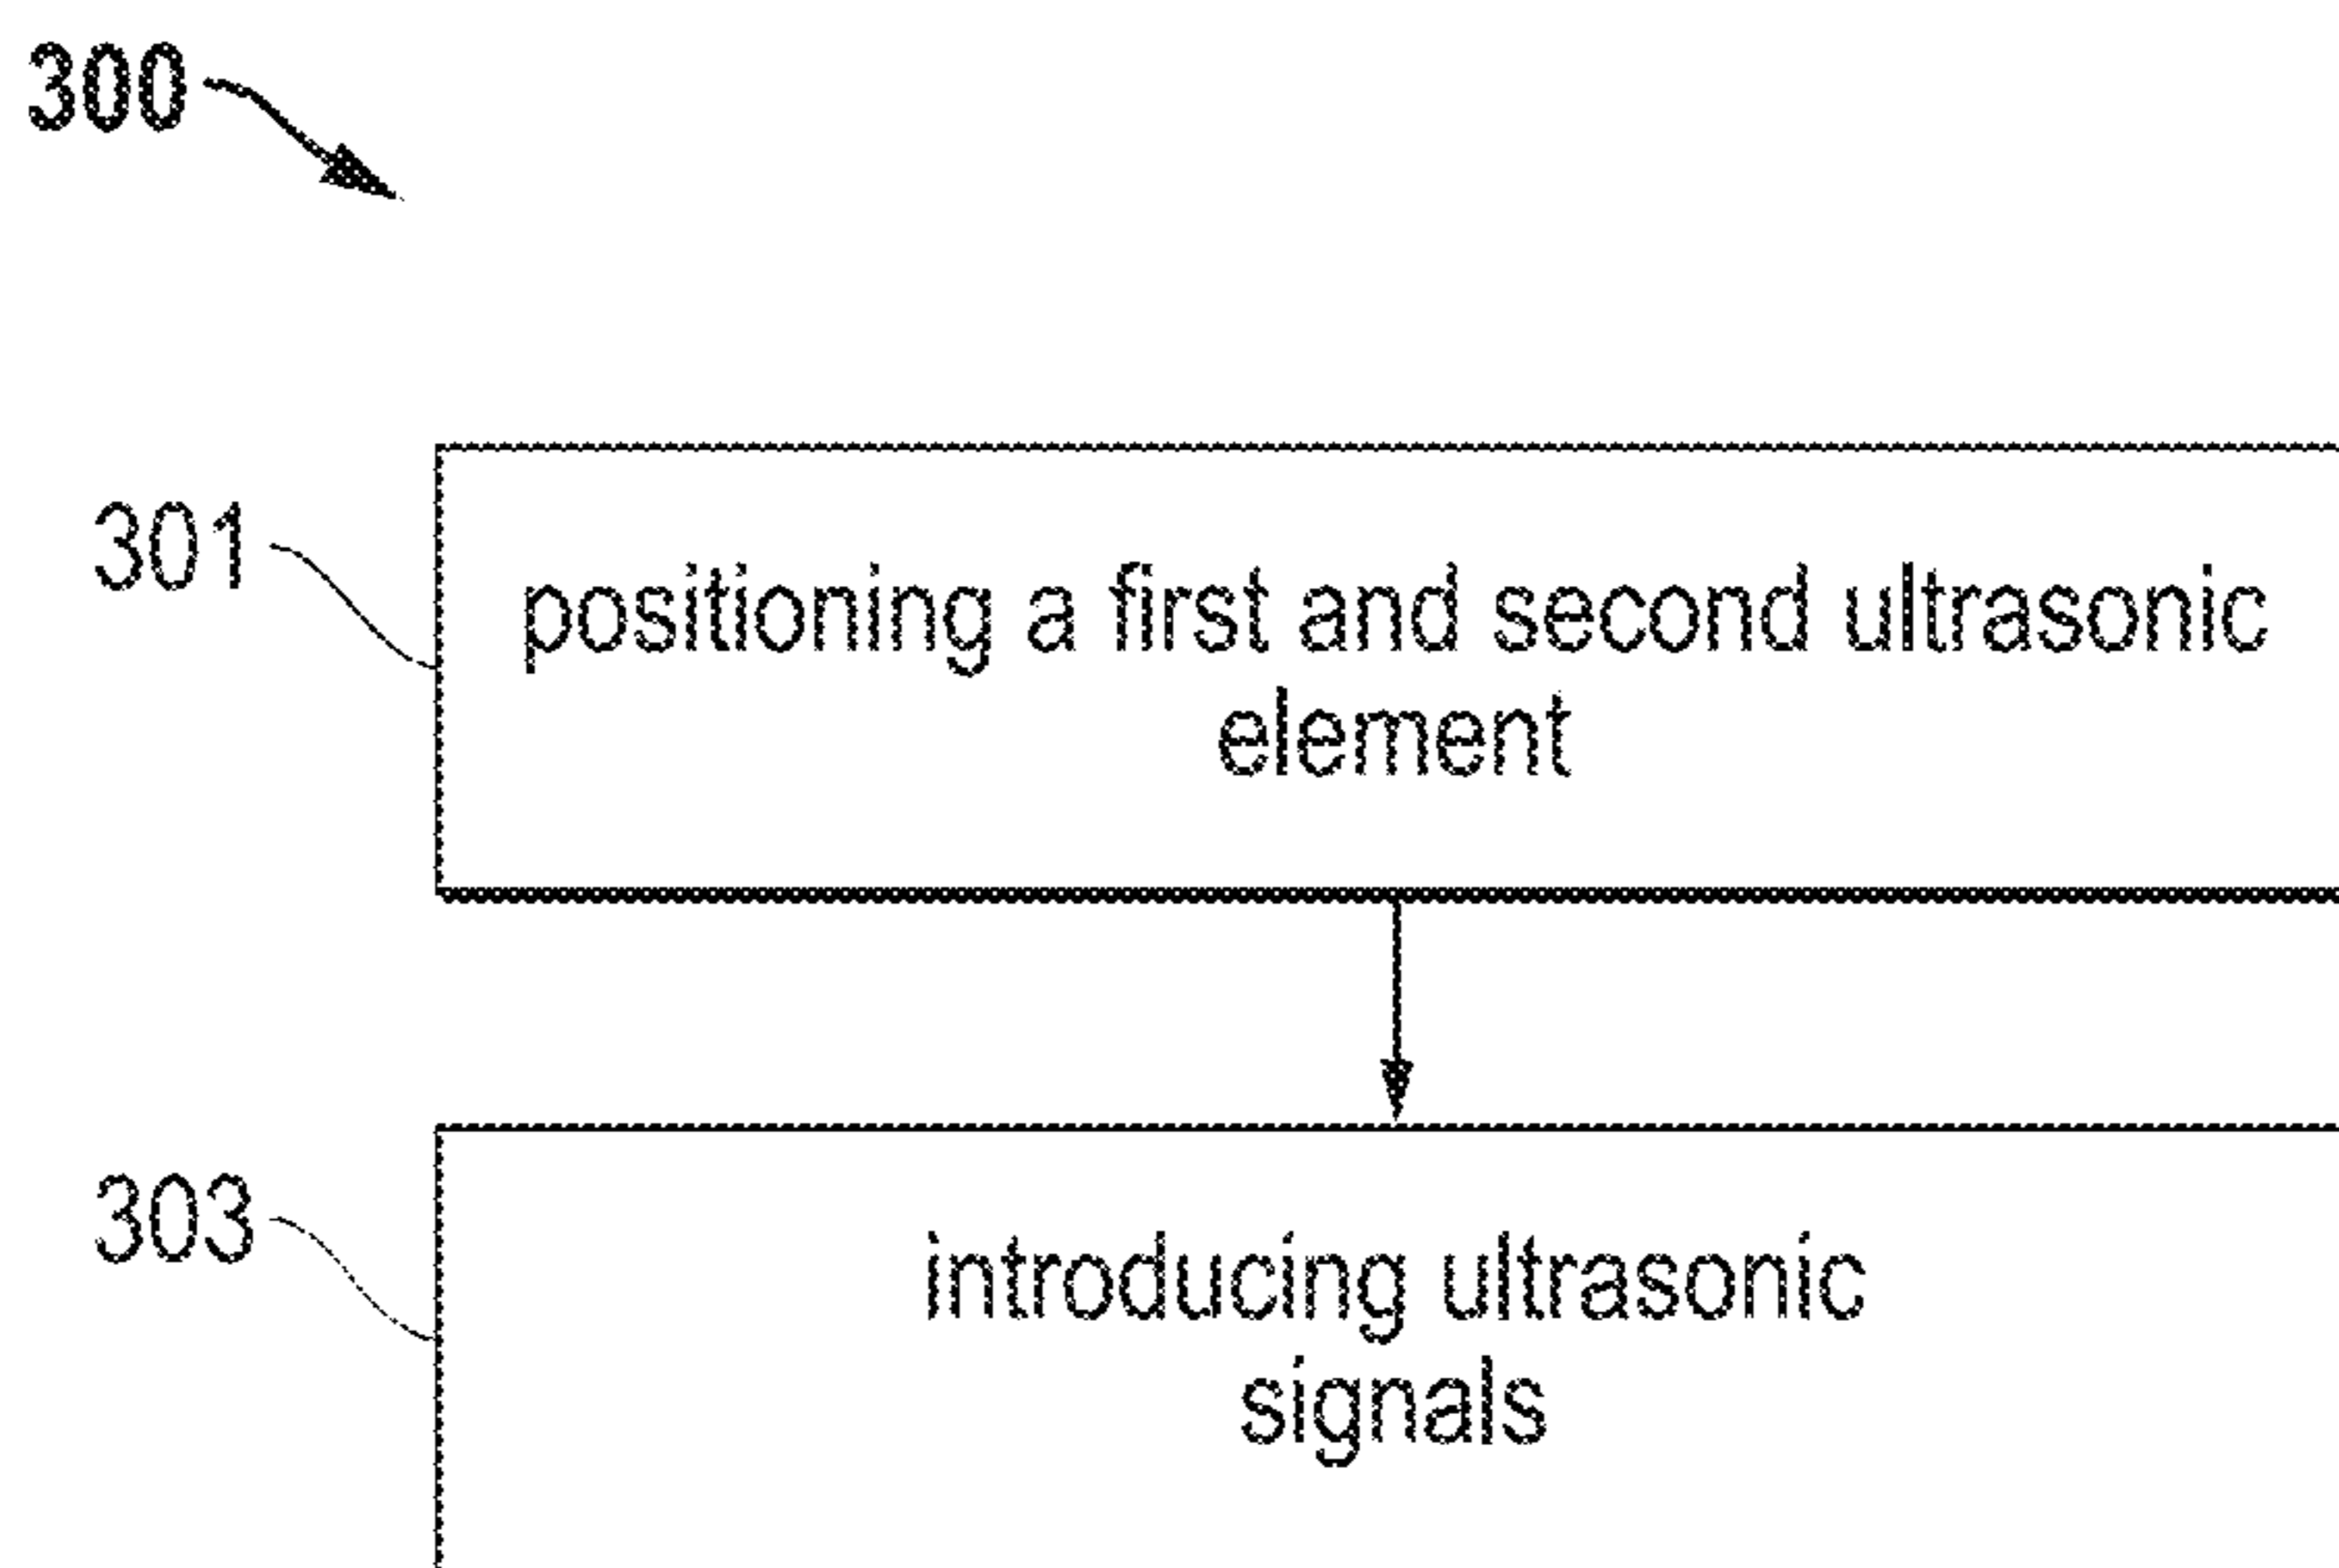 300
301
positioning a first and second ultrasonic
element
303
introducing ultrasonic
signals